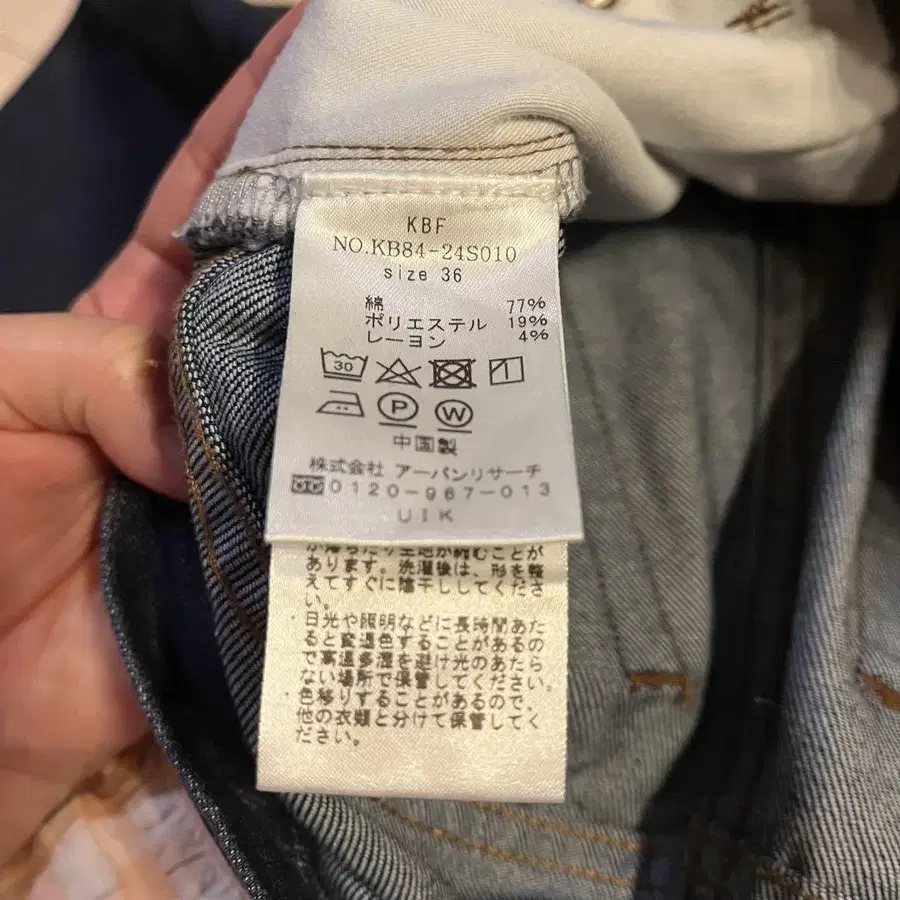 KBF
NO.KB84-24S010
size 36
綿 77%
ポリエステル 19%
レーヨン 4%
30
P W
中国製
株式会社 アーバンリサーチ
0120-967-013
UIK
が落ちたり生地が縮むことが
あります。洗濯後は、形を整
えてすぐに陰干ししてくださ
い。
・日光や照明などに長時間あた
ると変退色することがあるの
で高温多湿を避け光のあたら
ない場所で保管してください。
・色移りすることがあるので、
他の衣類と分けて保管してく
ださい。